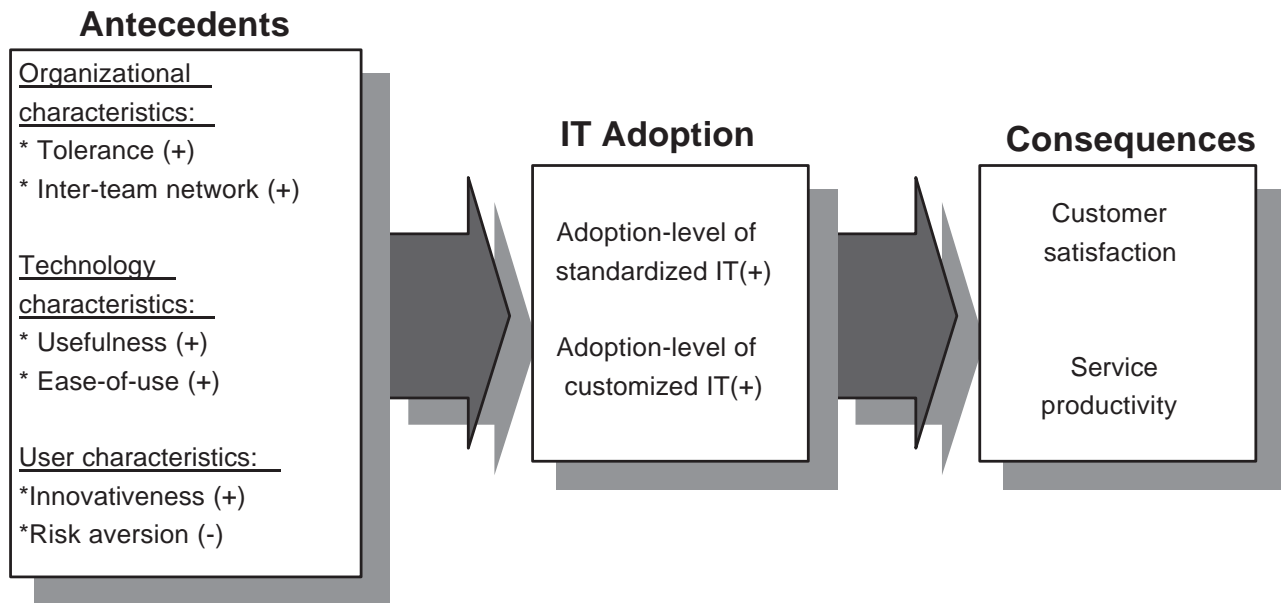 Antecedents
Organizational
characteristics:
* Tolerance (+)
* Inter-team network (+)
Technology
characteristics:
* Usefulness (+)
* Ease-of-use (+)
User characteristics:
*Innovativeness (+)
*Risk aversion (-)
IT Adoption
Adoption-level of
standardized IT(+)
Adoption-level of
customized IT(+)
Consequences
Customer
satisfaction
Service
productivity